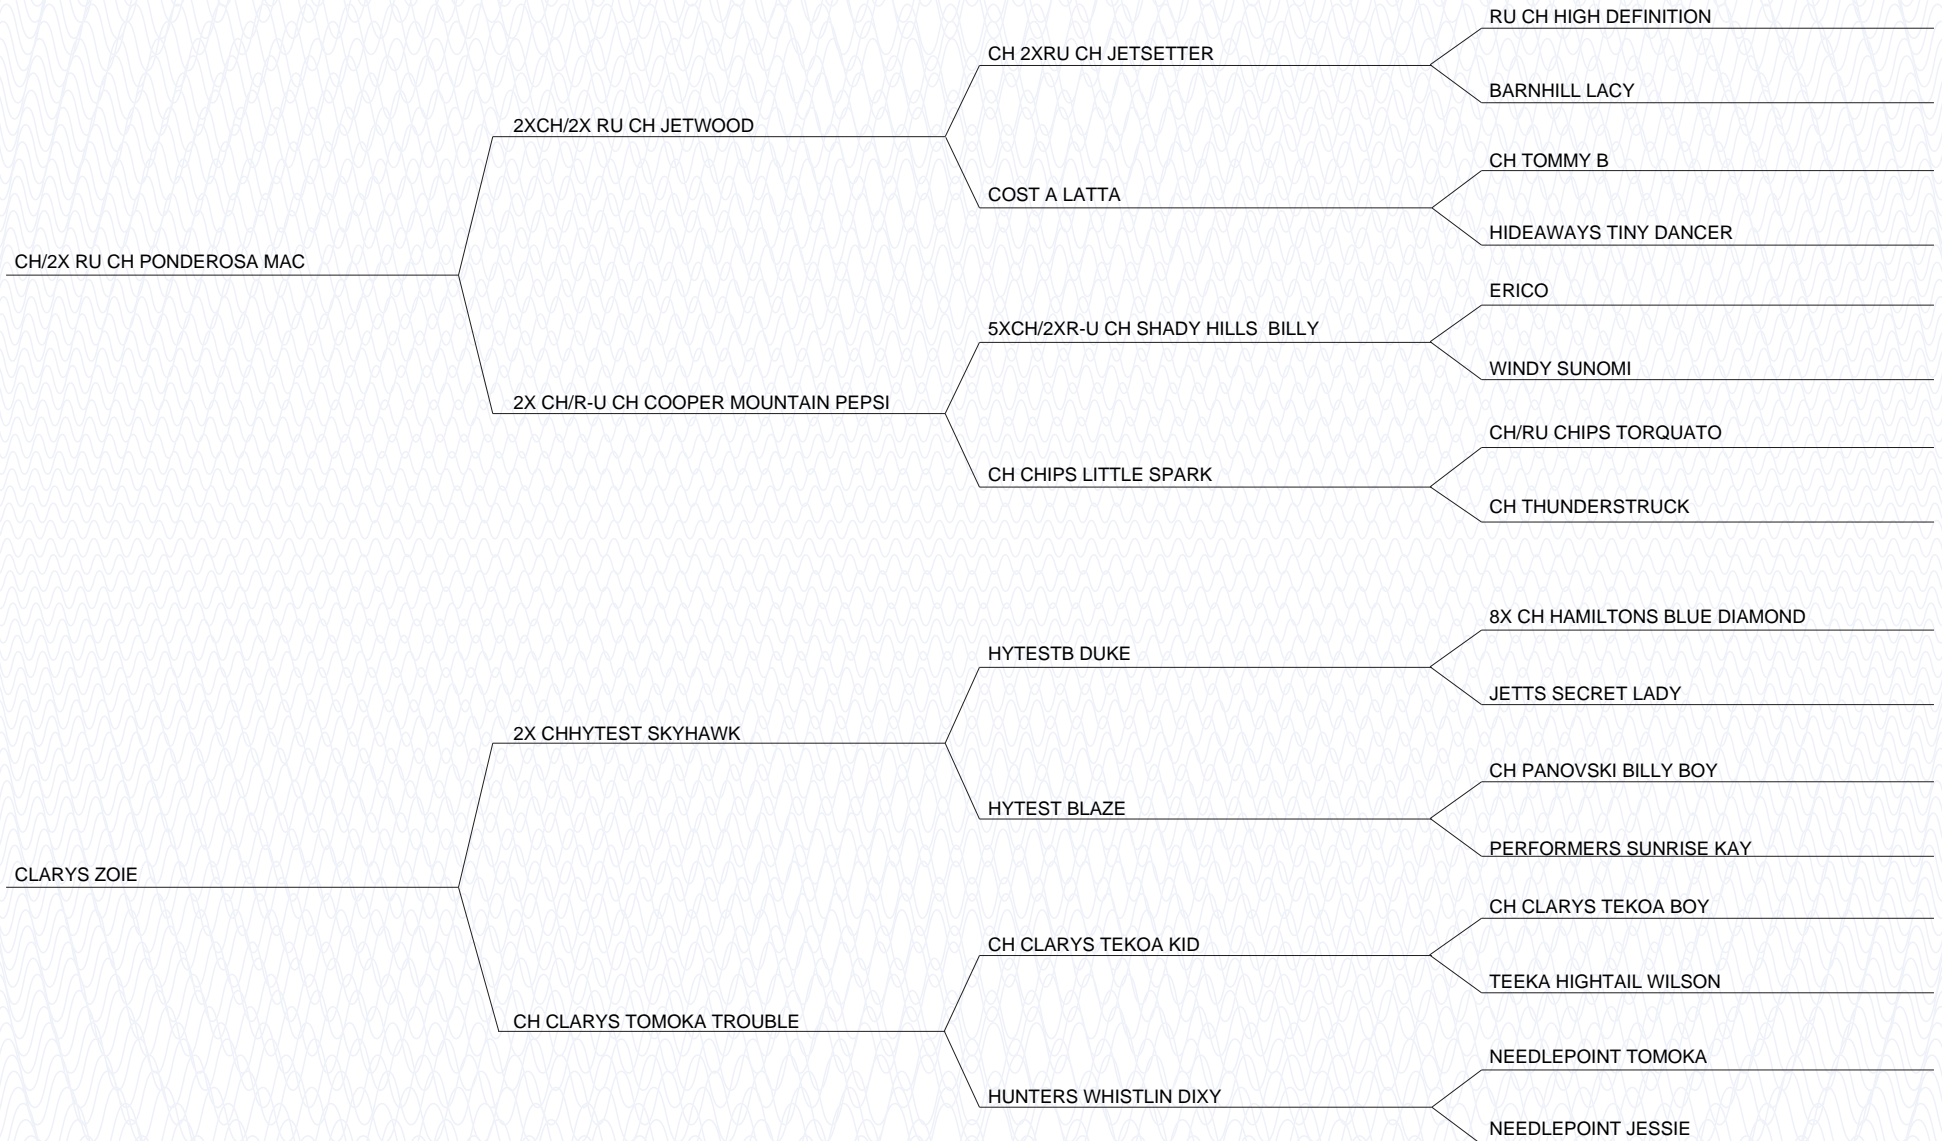 RU CH HIGH DEFINITION
CH 2XRU CH JETSETTER
BARNHILL LACY
2XCH/2X RU CH JETWOOD
CH TOMMY B
COST A LATTA
HIDEAWAYS TINY DANCER
CH/2X RU CH PONDEROSA MAC
ERICO
5XCH/2XR-U CH SHADY HILLS  BILLY
WINDY SUNOMI
2X CH/R-U CH COOPER MOUNTAIN PEPSI
CH/RU CHIPS TORQUATO
CH CHIPS LITTLE SPARK
CH THUNDERSTRUCK
8X CH HAMILTONS BLUE DIAMOND
HYTESTB DUKE
JETTS SECRET LADY
2X CHHYTEST SKYHAWK
CH PANOVSKI BILLY BOY
HYTEST BLAZE
PERFORMERS SUNRISE KAY
CLARYS ZOIE
CH CLARYS TEKOA BOY
CH CLARYS TEKOA KID
TEEKA HIGHTAIL WILSON
CH CLARYS TOMOKA TROUBLE
NEEDLEPOINT TOMOKA
HUNTERS WHISTLIN DIXY
NEEDLEPOINT JESSIE